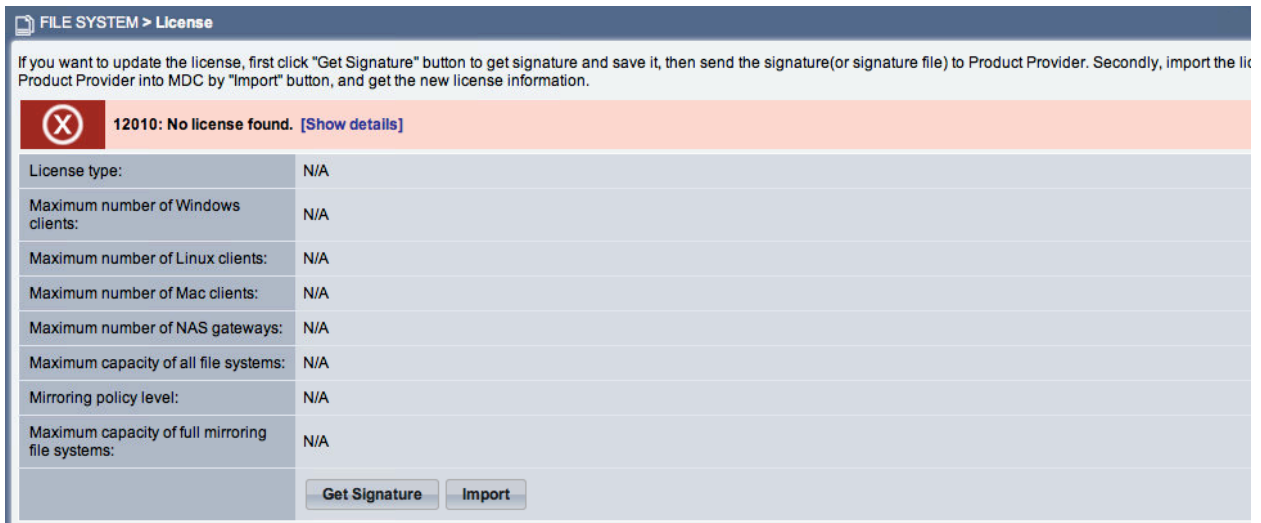 FILE SYSTEM > License
If you want to update the license, first click "Get Signature" button to get signature and save it, then send the signature(or signature file) to Product Provider. Secondly, import the
Product Provider into MDC by "Import" button, and get the new license information.
12010: No license found. [Show details]
License type: N/A
Maximum number of Windows
clients: N/A
Maximum number of Linux clients: N/A
Maximum number of Mac clients: N/A
Maximum number of NAS gateways: N/A
Maximum capacity of all file systems: N/A
Mirroring policy level: N/A
Maximum capacity of full mirroring
file systems: N/A
Get Signature Import